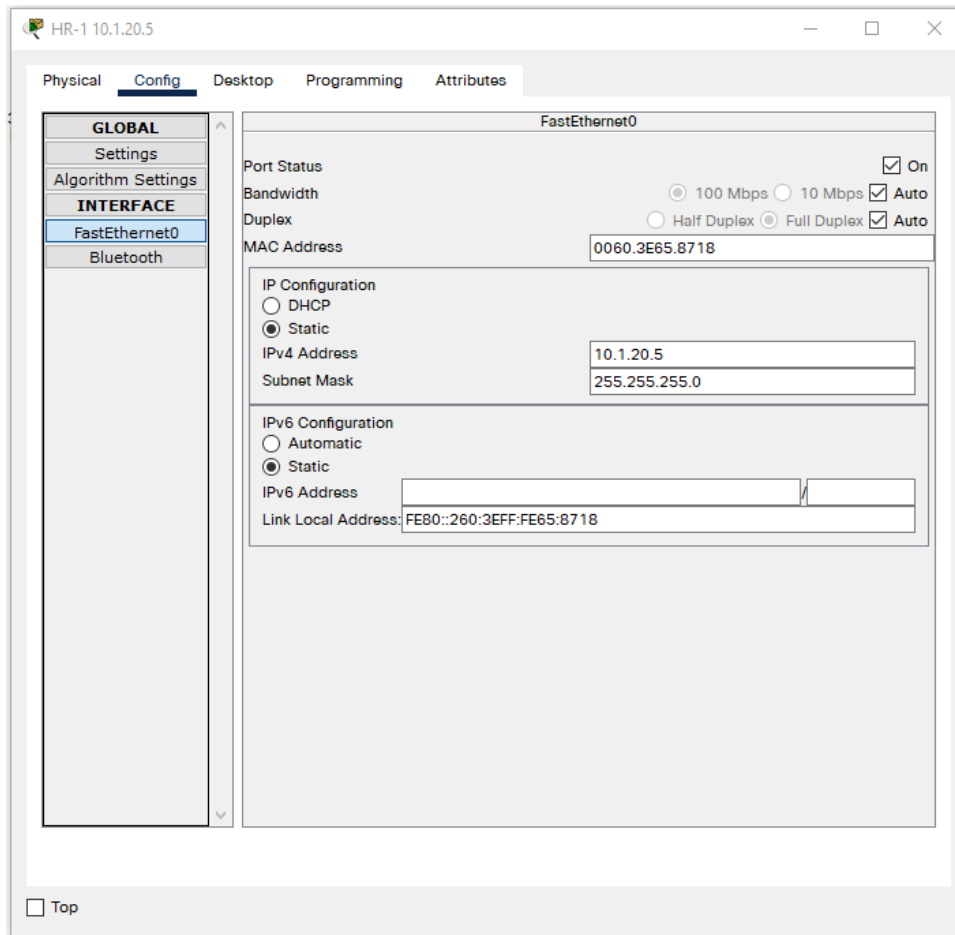 HR-1 10.1.20.5
Physical Config Desktop Programming Attributes
GLOBAL
Settings
Algorithm Settings
INTERFACE
FastEthernet0
Bluetooth
FastEthernet0
Port Status On
Bandwidth 100 Mbps 10 Mbps Auto
Duplex Half Duplex Full Duplex Auto
MAC Address 0060.3E65.8718
IP Configuration
DHCP
Static
IPv4 Address 10.1.20.5
Subnet Mask 255.255.255.0
IPv6 Configuration
Automatic
Static
IPv6 Address /
Link Local Address: FE80::260:3EFF:FE65:8718
Top